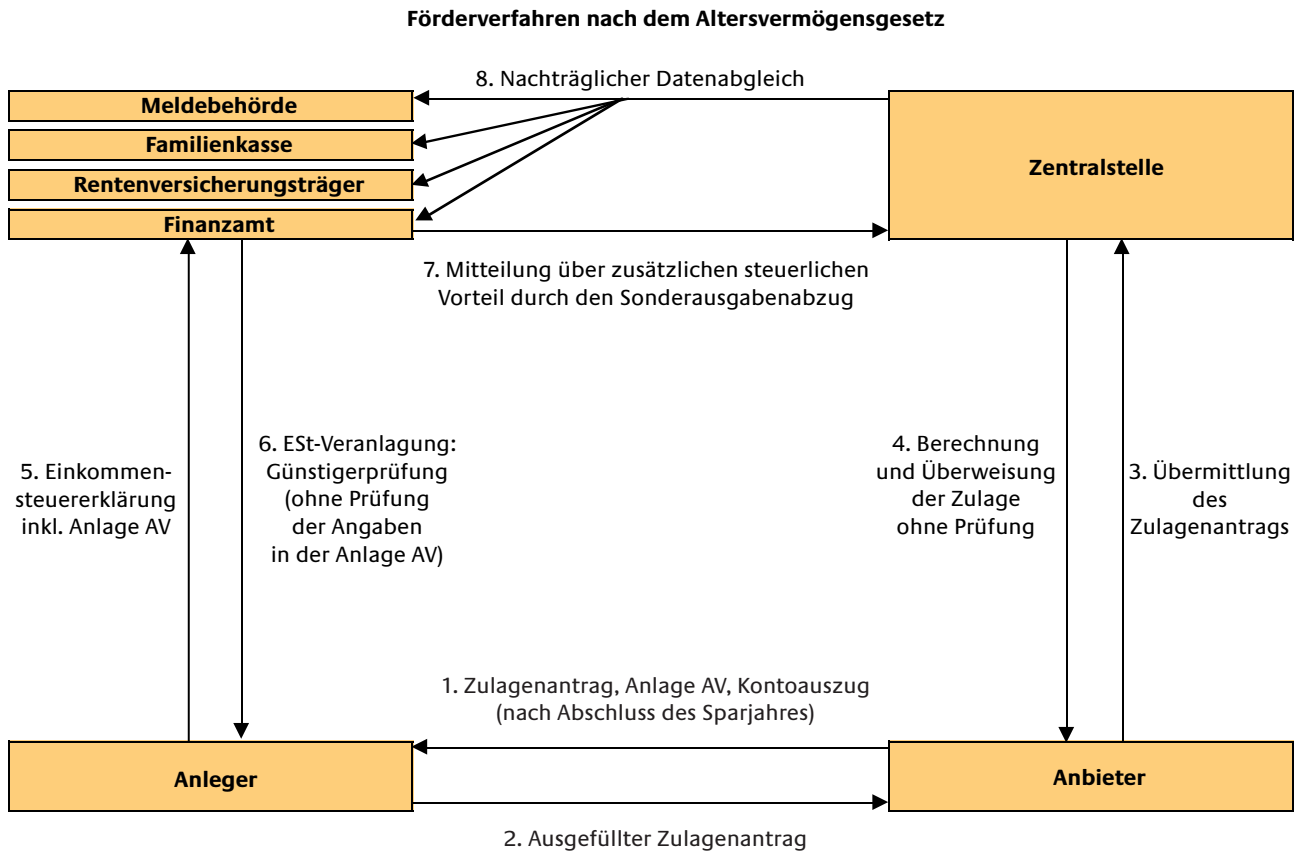 Förderverfahren nach dem Altersvermögensgesetz
8. Nachträglicher Datenabgleich
Meldebehörde
Familienkasse
Rentenversicherungsträger
Finanzamt
Zentralstelle
7. Mitteilung über zusätzlichen steuerlichen
Vorteil durch den Sonderausgabenabzug
5. Einkommen-
steuererklärung
inkl. Anlage AV
6. ESt-Veranlagung:
Günstigerprüfung
(ohne Prüfung
der Angaben
in der Anlage AV)
4. Berechnung
und Überweisung
der Zulage
ohne Prüfung
3. Übermittlung
des
Zulagenantrags
1. Zulagenantrag, Anlage AV, Kontoauszug
(nach Abschluss des Sparjahres)
Anleger
Anbieter
2. Ausgefüllter Zulagenantrag